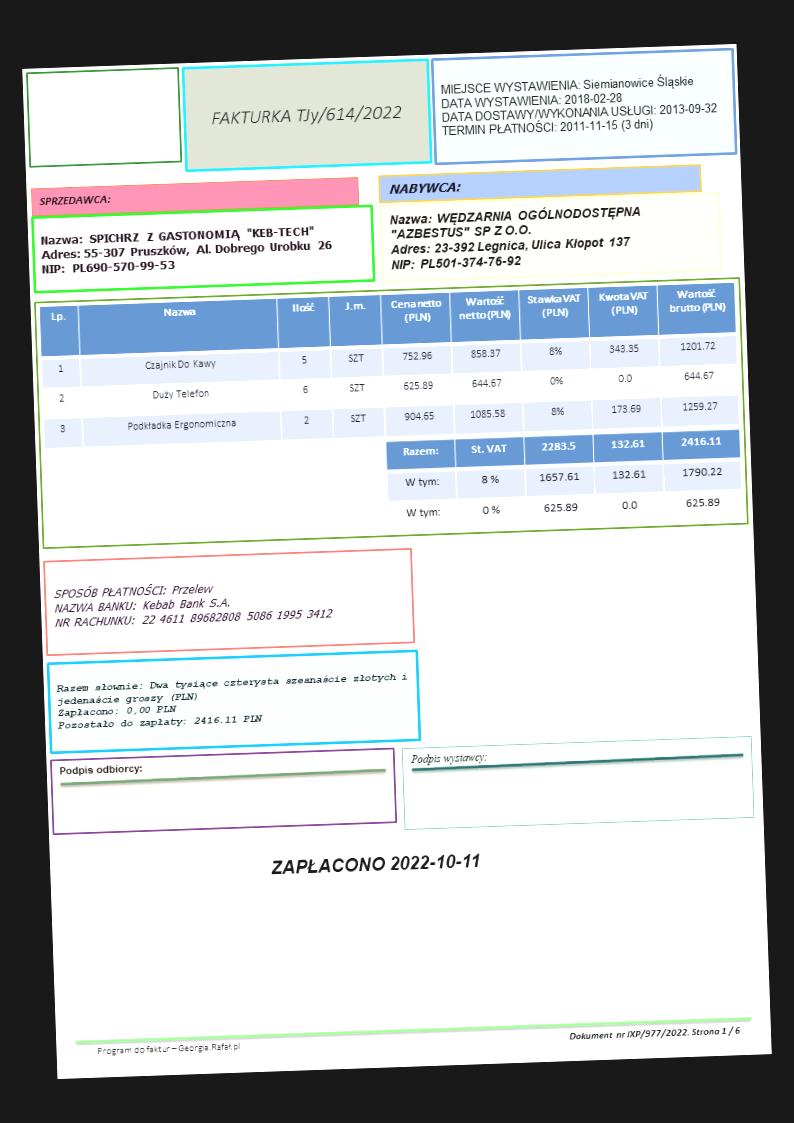 FAKTURKA TJy/614/2022
MIEJSCE WYSTAWIENIA: Siemianowice Śląskie
DATA WYSTAWIENIA: 2018-02-28
DATA DOSTAWY/WYKONANIA USŁUGI: 2013-09-32
TERMIN PŁATNOŚCI: 2011-11-15 (3 dni)
SPRZEDAWCA:
Nazwa: SPICHRZ Z GASTONOMIĄ "KEB-TECH"
Adres: 55-307 Pruszków, Al. Dobrego Urobku 26
NIP: PL690-570-99-53
NABYWCA:
Nazwa: WĘDZARNIA OGÓLNODOSTĘPNA
"AZBESTUS" SP Z O.O.
Adres: 23-392 Legnica, Ulica Kłopot 137
NIP: PL501-374-76-92
Lp. Nazwa Ilość J.m. Cena netto (PLN) Wartość netto (PLN) Stawka VAT (PLN) Kwota VAT (PLN) Wartość brutto (PLN)
1 Czajnik Do Kawy 5 SZT 752.96 858.37 8% 343.35 1201.72
2 Duży Telefon 6 SZT 625.89 644.67 0% 0.0 644.67
3 Podkładka Ergonomiczna 2 SZT 904.65 1085.58 8% 173.69 1259.27
Razem: St. VAT 2283.5 132.61 2416.11
W tym: 8 % 1657.61 132.61 1790.22
W tym: 0 % 625.89 0.0 625.89
SPOSÓB PŁATNOŚCI: Przelew
NAZWA BANKU: Kebab Bank S.A.
NR RACHUNKU: 22 4611 89682808 5086 1995 3412
Razem słownie: Dwa tysiące czterysta szesnaście złotych i
jedenaście groszy (PLN)
Zapłacono: 0,00 PLN
Pozostało do zapłaty: 2416.11 PLN
Podpis odbiorcy:
Podpis wystawcy:
ZAPŁACONO 2022-10-11
Program do faktur – Georgia.Rafał.pl
Dokument nr IXP/977/2022. Strona 1 / 6